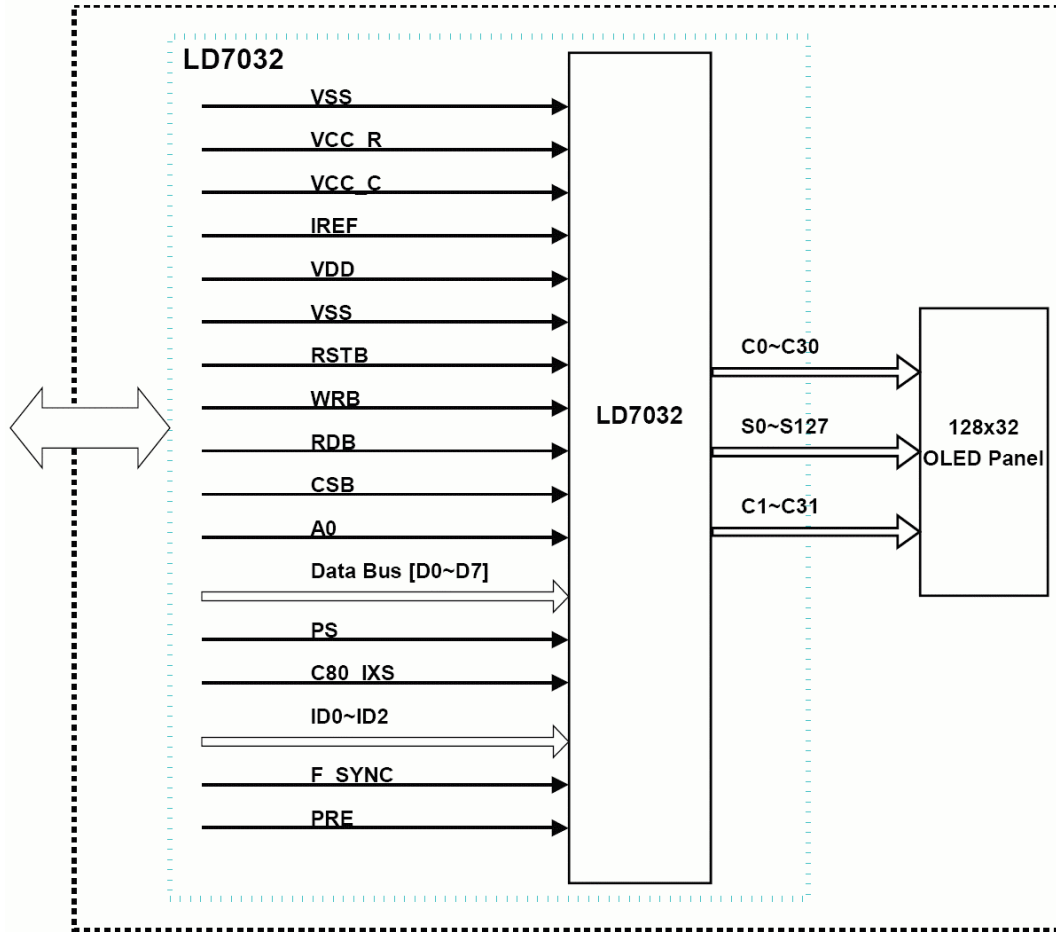 LD7032
VSS
VCC_R
VCC_C
IREF
VDD
VSS
RSTB
WRB
RDB
CSB
A0
Data Bus [D0~D7]
PS
C80_IXS
ID0~ID2
F_SYNC
PRE
LD7032
C0~C30
S0~S127
C1~C31
128x32
OLED Panel